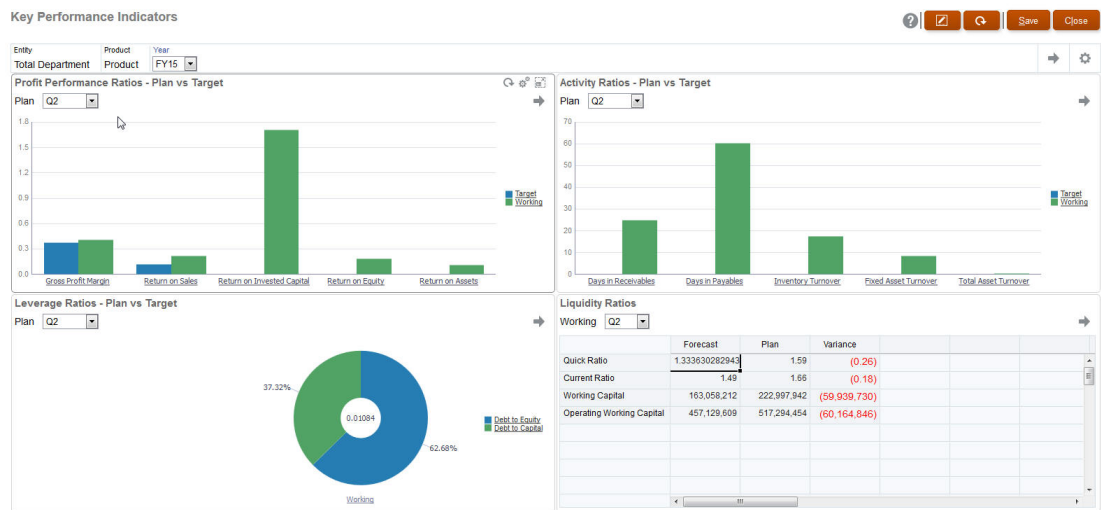 Key Performance Indicators
? Save Close
Entity Product Year
Total Department Product FY15
Profit Performance Ratios - Plan vs Target
Plan Q2
1.8
1.5
1.2
0.9
0.6
0.3
0.0
Gross Profit Margin Return on Sales Return on Invested Capital Return on Equity Return on Assets
Target
Working
Activity Ratios - Plan vs Target
Plan Q2
70
60
50
40
30
20
10
0
Days in Receivables Days in Payables Inventory Turnover Fixed Asset Turnover Total Asset Turnover
Target
Working
Leverage Ratios - Plan vs Target
Plan Q2
37.32%
0.01084
62.68%
Working
Debt to Equity
Debt to Capital
Liquidity Ratios
Working Q2
Forecast Plan Variance
Quick Ratio 1.333630282943 1.59 (0.26)
Current Ratio 1.49 1.66 (0.18)
Working Capital 163,058,212 222,997,942 (59,939,730)
Operating Working Capital 457,129,609 517,294,454 (60,164,846)